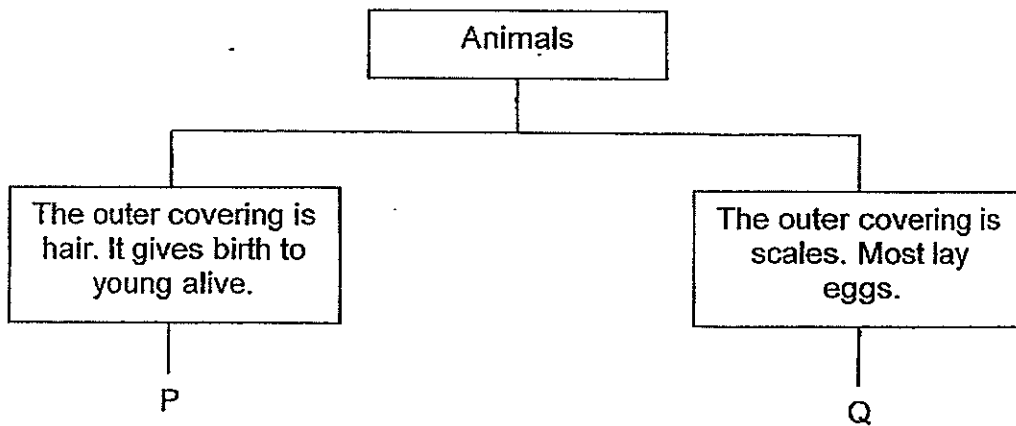 Animals
The outer covering is
hair. It gives birth to
young alive.
The outer covering is
scales. Most lay
eggs.
P
Q